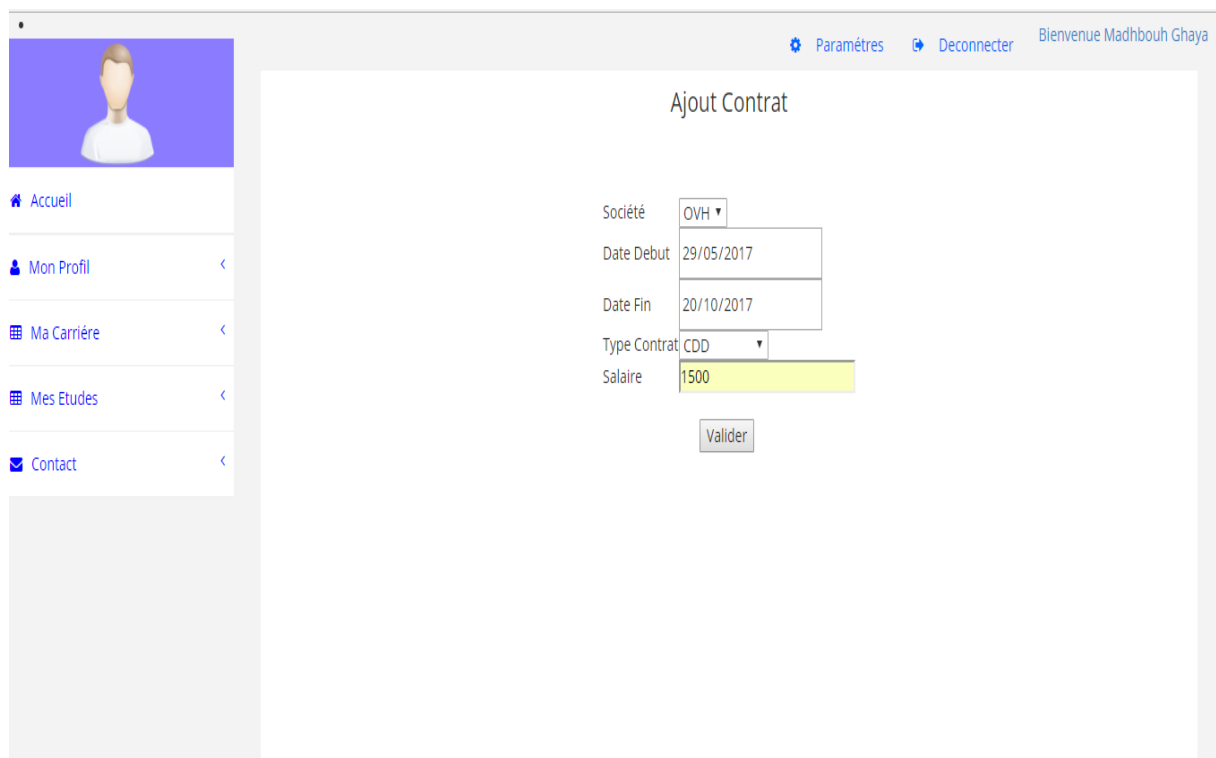 Paramétres Deconnecter Bienvenue Madhbouh Ghaya
Accueil
Mon Profil
Ma Carriére
Mes Etudes
Contact
Ajout Contrat
Société OVH
Date Debut 29/05/2017
Date Fin 20/10/2017
Type Contrat CDD
Salaire 1500
Valider